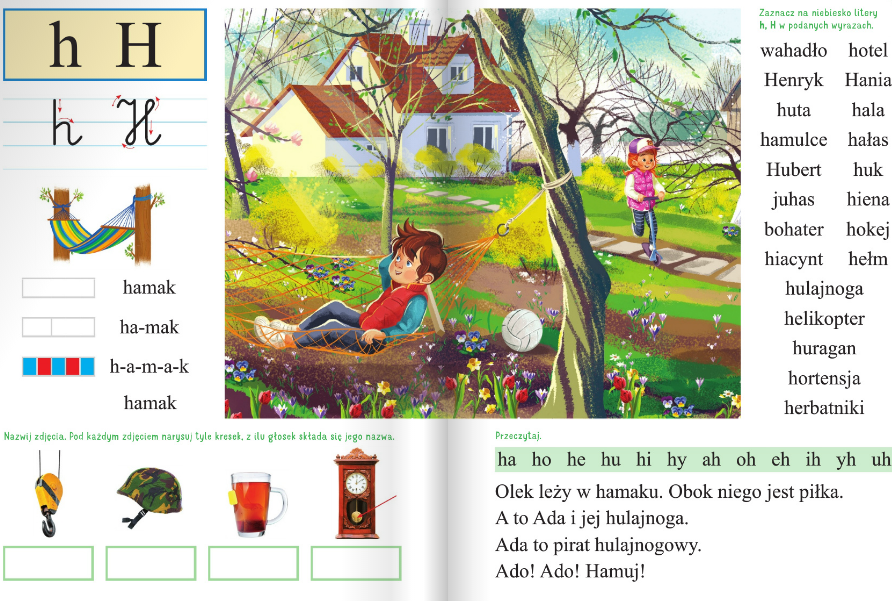 h H
h H
hamak
ha-mak
h-a-m-a-k
hamak
Nazwij zdjęcia. Pod każdym zdjęciem narysuj tyle kresek, z ilu głosek składa się jego nazwa.
Zaznacz na niebiesko litery
h, H w podanych wyrazach.
wahadło hotel
Henryk Hania
huta hala
hamulce hałas
Hubert huk
juhas hiena
bohater hokej
hiacynt hełm
hulajnoga
helikopter
huragan
hortensja
herbatniki
Przeczytaj.
ha ho he hu hi hy ah oh eh ih yh uh
Olek leży w hamaku. Obok niego jest piłka.
A to Ada i jej hulajnoga.
Ada to pirat hulajnogowy.
Ado! Ado! Hamuj!